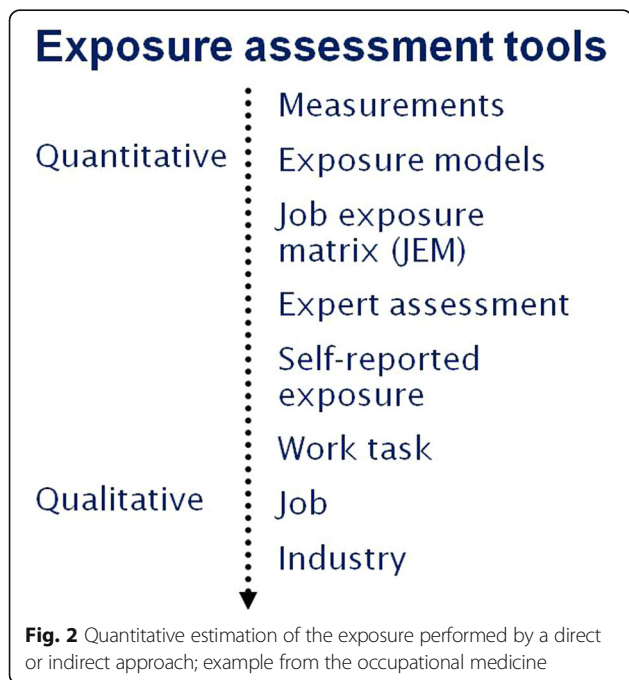 Exposure assessment tools
Measurements
Quantitative
Exposure models
Job exposure
matrix (JEM)
Expert assessment
Self-reported
exposure
Work task
Qualitative
Job
Industry
Fig. 2 Quantitative estimation of the exposure performed by a direct
or indirect approach; example from the occupational medicine